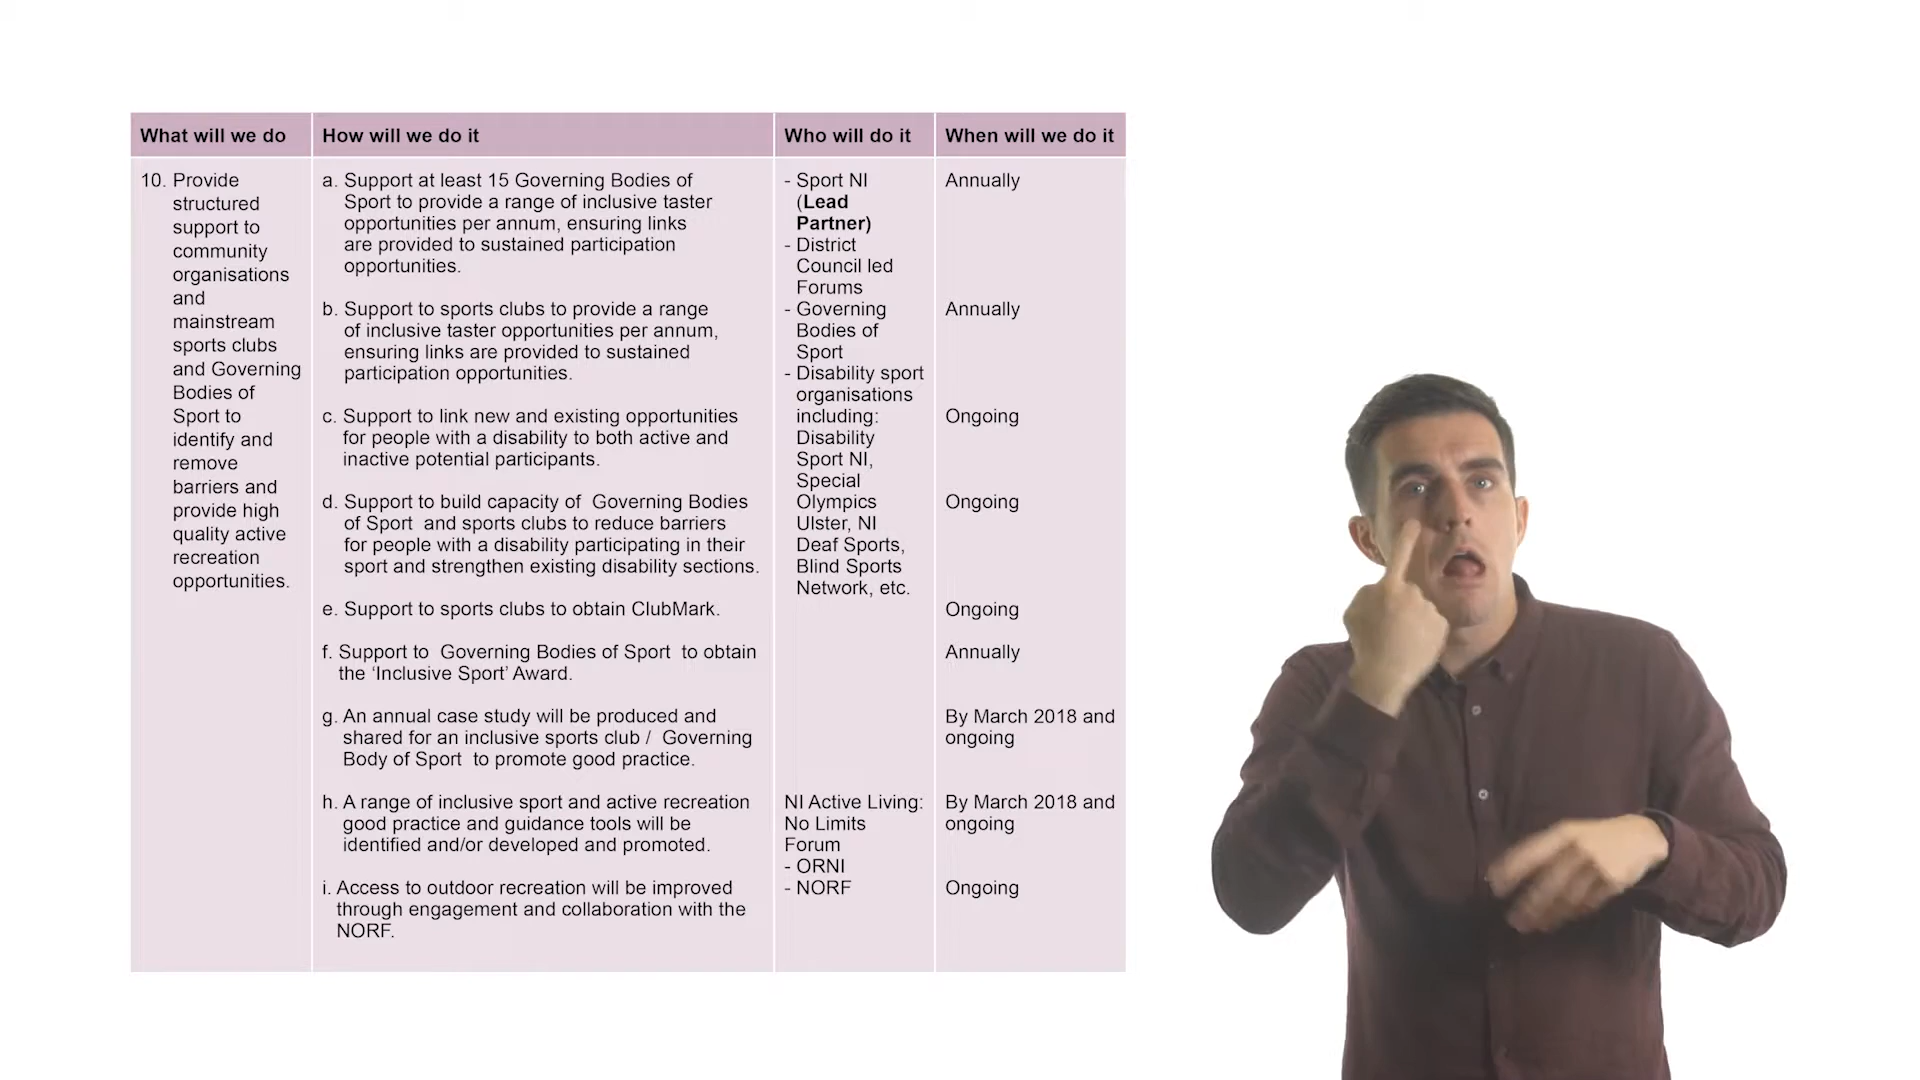 What will we do
How will we do it
Who will do it
When will we do it
10. Provide
structured
support to
community
organisations
and
mainstream
sports clubs
and Governing
Bodies of
Sport to
identify and
remove
barriers and
provide high
quality active
recreation
opportunities.
a. Support at least 15 Governing Bodies of
Sport to provide a range of inclusive taster
opportunities per annum, ensuring links
are provided to sustained participation
opportunities.
b. Support to sports clubs to provide a range
of inclusive taster opportunities per annum,
ensuring links are provided to sustained
participation opportunities.
c. Support to link new and existing opportunities
for people with a disability to both active and
inactive potential participants.
d. Support to build capacity of Governing Bodies
of Sport and sports clubs to reduce barriers
for people with a disability participating in their
sport and strengthen existing disability sections.
e. Support to sports clubs to obtain ClubMark.
f. Support to Governing Bodies of Sport to obtain
the ‘Inclusive Sport’ Award.
g. An annual case study will be produced and
shared for an inclusive sports club / Governing
Body of Sport to promote good practice.
h. A range of inclusive sport and active recreation
good practice and guidance tools will be
identified and/or developed and promoted.
i. Access to outdoor recreation will be improved
through engagement and collaboration with the
NORF.
- Sport NI
(Lead
Partner)
- District
Council led
Forums
- Governing
Bodies of
Sport
- Disability sport
organisations
including:
Disability
Sport NI,
Special
Olympics
Ulster, NI
Deaf Sports,
Blind Sports
Network, etc.
NI Active Living:
No Limits
Forum
- ORNI
- NORF
Annually
Annually
Ongoing
Ongoing
Ongoing
Annually
By March 2018 and
ongoing
By March 2018 and
ongoing
Ongoing